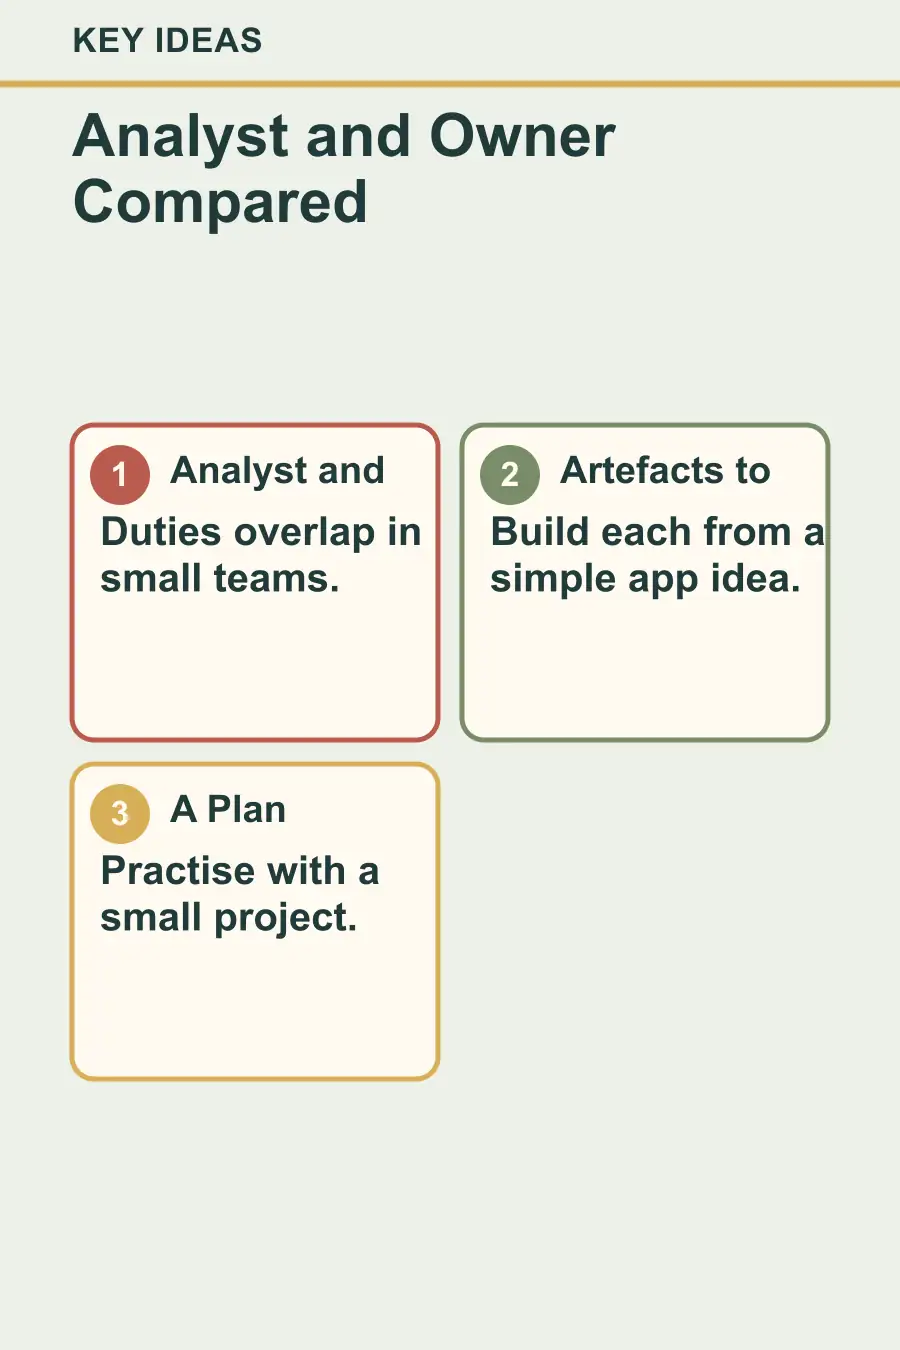 KEY IDEAS
Analyst and Owner
Compared
1 Analyst and
Duties overlap in
small teams.
2 Artefacts to
Build each from a
simple app idea.
3 A Plan
Practise with a
small project.